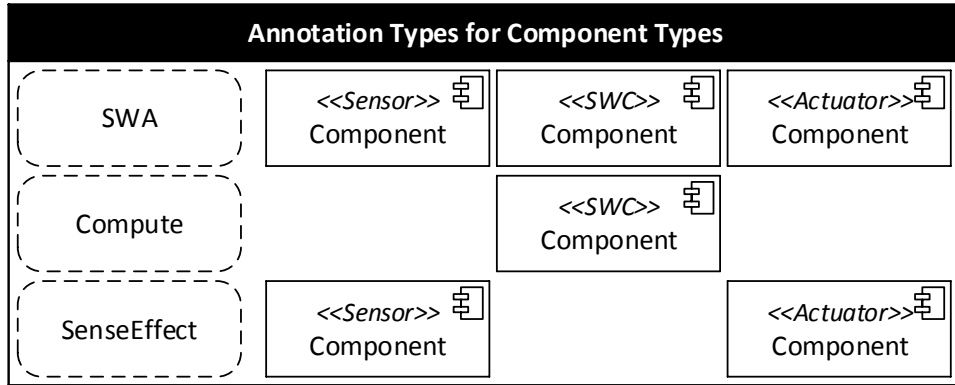 Annotation Types for Component Types
SWA
<<Sensor>>
Component
<<SWC>>
Component
<<Actuator>>
Component
Compute
<<SWC>>
Component
SenseEffect
<<Sensor>>
Component
<<Actuator>>
Component